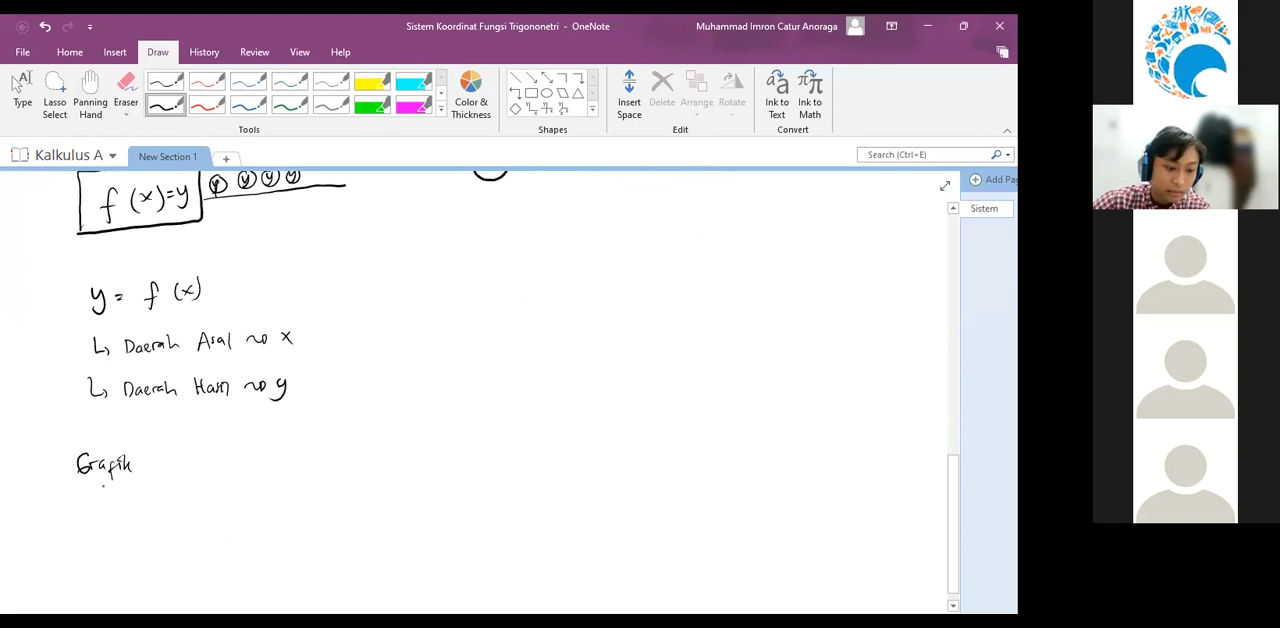 Sistem Koordinat Fungsi Trigononetri - OneNote
Muhammad Imron Catur Anoraga
File Home Insert Draw History Review View Help
Type
Lasso Select
Panning Hand
Eraser
Color & Thickness
Insert Space
Delete
Arrange
Rotate
Ink to Text
Ink to Math
Tools
Shapes
Edit
Convert
Kalkulus A
New Section 1
Search (Ctrl+E)
Add Pag
Sistem
f (x)=y y y y y
y = f (x)
↳ Daerah Asal ~> x
↳ Daerah Hasil ~> y
Grafik